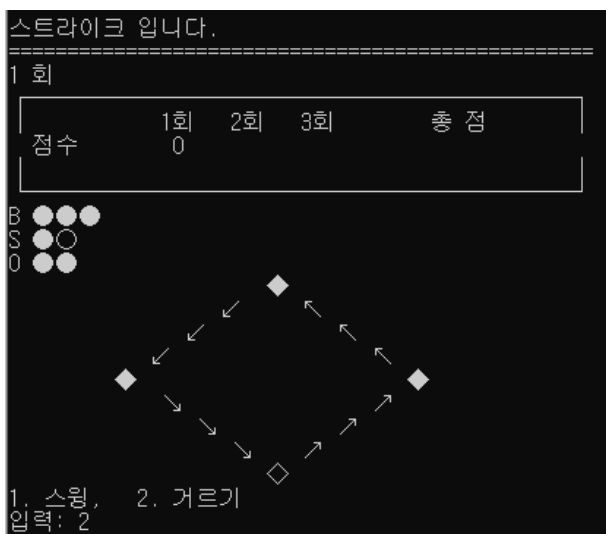 스트라이크 입니다.
==================================================
1 회
1회 2회 3회 총 점
점수 0
B ●●●
S ●○
O ●●
1. 스윙, 2. 거르기
입력: 2